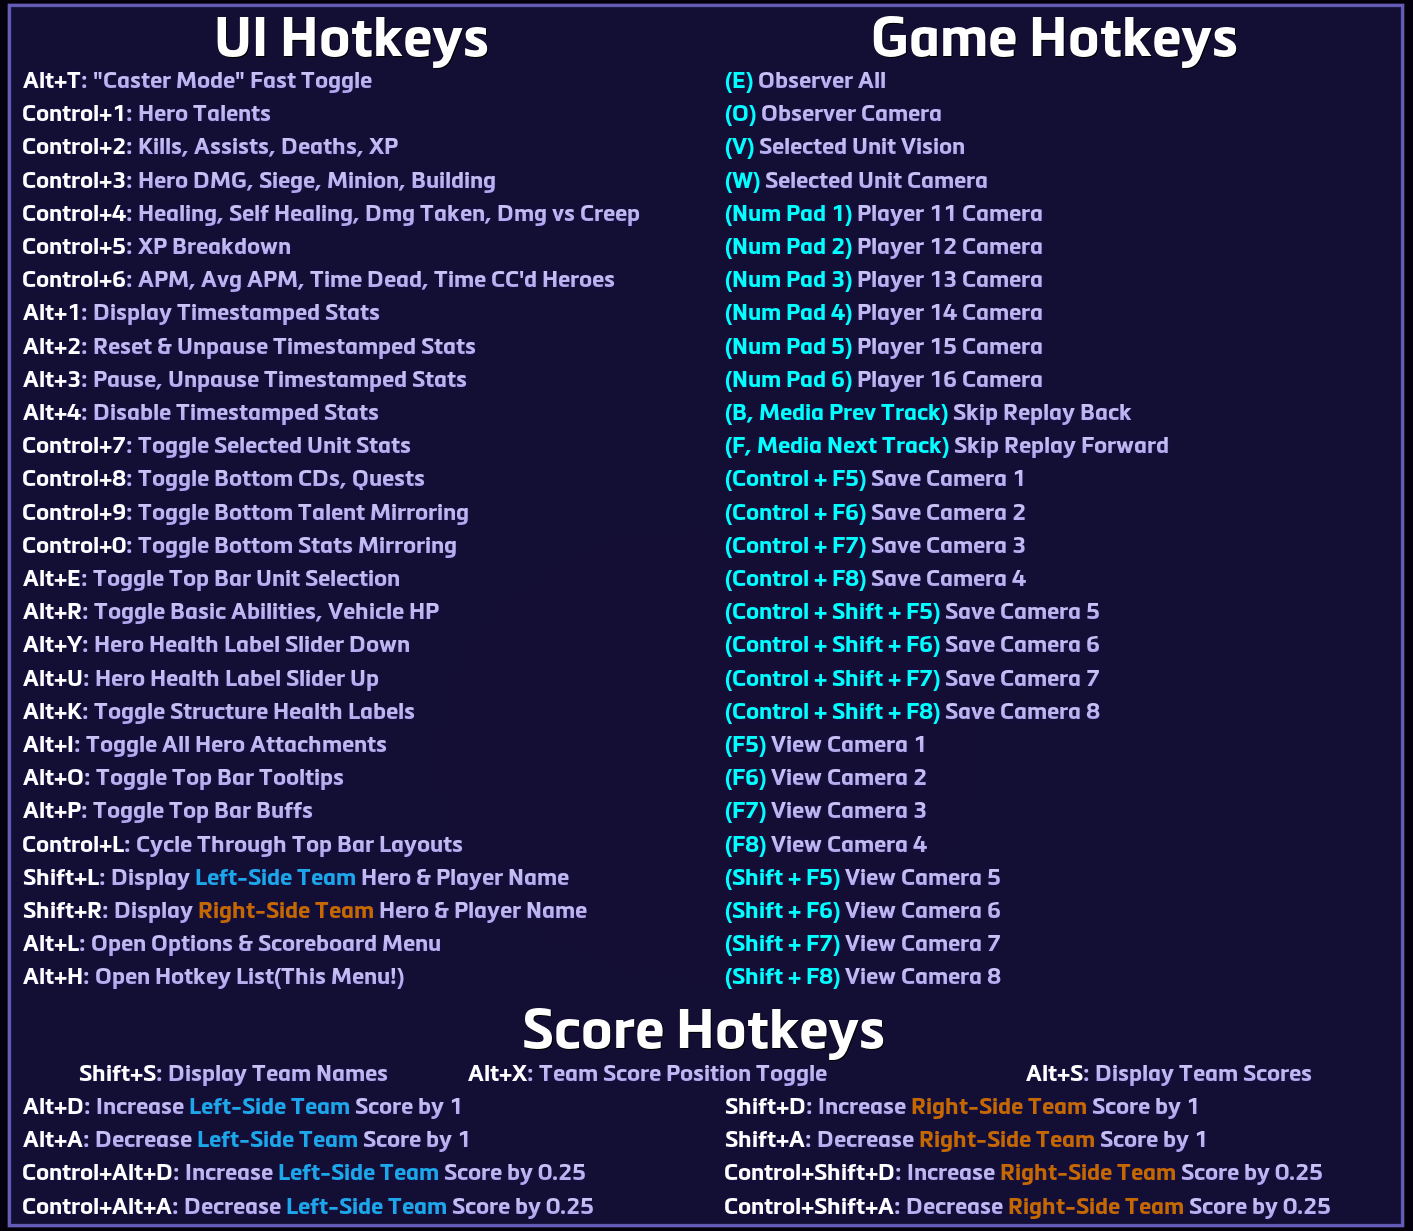 UI Hotkeys
Alt+T: "Caster Mode" Fast Toggle
Control+1: Hero Talents
Control+2: Kills, Assists, Deaths, XP
Control+3: Hero DMG, Siege, Minion, Building
Control+4: Healing, Self Healing, Dmg Taken, Dmg vs Creep
Control+5: XP Breakdown
Control+6: APM, Avg APM, Time Dead, Time CC'd Heroes
Alt+1: Display Timestamped Stats
Alt+2: Reset & Unpause Timestamped Stats
Alt+3: Pause, Unpause Timestamped Stats
Alt+4: Disable Timestamped Stats
Control+7: Toggle Selected Unit Stats
Control+8: Toggle Bottom CDs, Quests
Control+9: Toggle Bottom Talent Mirroring
Control+0: Toggle Bottom Stats Mirroring
Alt+E: Toggle Top Bar Unit Selection
Alt+R: Toggle Basic Abilities, Vehicle HP
Alt+Y: Hero Health Label Slider Down
Alt+U: Hero Health Label Slider Up
Alt+K: Toggle Structure Health Labels
Alt+I: Toggle All Hero Attachments
Alt+O: Toggle Top Bar Tooltips
Alt+P: Toggle Top Bar Buffs
Control+L: Cycle Through Top Bar Layouts
Shift+L: Display Left-Side Team Hero & Player Name
Shift+R: Display Right-Side Team Hero & Player Name
Alt+L: Open Options & Scoreboard Menu
Alt+H: Open Hotkey List(This Menu!)
Game Hotkeys
(E) Observer All
(O) Observer Camera
(V) Selected Unit Vision
(W) Selected Unit Camera
(Num Pad 1) Player 11 Camera
(Num Pad 2) Player 12 Camera
(Num Pad 3) Player 13 Camera
(Num Pad 4) Player 14 Camera
(Num Pad 5) Player 15 Camera
(Num Pad 6) Player 16 Camera
(B, Media Prev Track) Skip Replay Back
(F, Media Next Track) Skip Replay Forward
(Control + F5) Save Camera 1
(Control + F6) Save Camera 2
(Control + F7) Save Camera 3
(Control + F8) Save Camera 4
(Control + Shift + F5) Save Camera 5
(Control + Shift + F6) Save Camera 6
(Control + Shift + F7) Save Camera 7
(Control + Shift + F8) Save Camera 8
(F5) View Camera 1
(F6) View Camera 2
(F7) View Camera 3
(F8) View Camera 4
(Shift + F5) View Camera 5
(Shift + F6) View Camera 6
(Shift + F7) View Camera 7
(Shift + F8) View Camera 8
Score Hotkeys
Shift+S: Display Team Names
Alt+X: Team Score Position Toggle
Alt+S: Display Team Scores
Alt+D: Increase Left-Side Team Score by 1
Alt+A: Decrease Left-Side Team Score by 1
Control+Alt+D: Increase Left-Side Team Score by 0.25
Control+Alt+A: Decrease Left-Side Team Score by 0.25
Shift+D: Increase Right-Side Team Score by 1
Shift+A: Decrease Right-Side Team Score by 1
Control+Shift+D: Increase Right-Side Team Score by 0.25
Control+Shift+A: Decrease Right-Side Team Score by 0.25